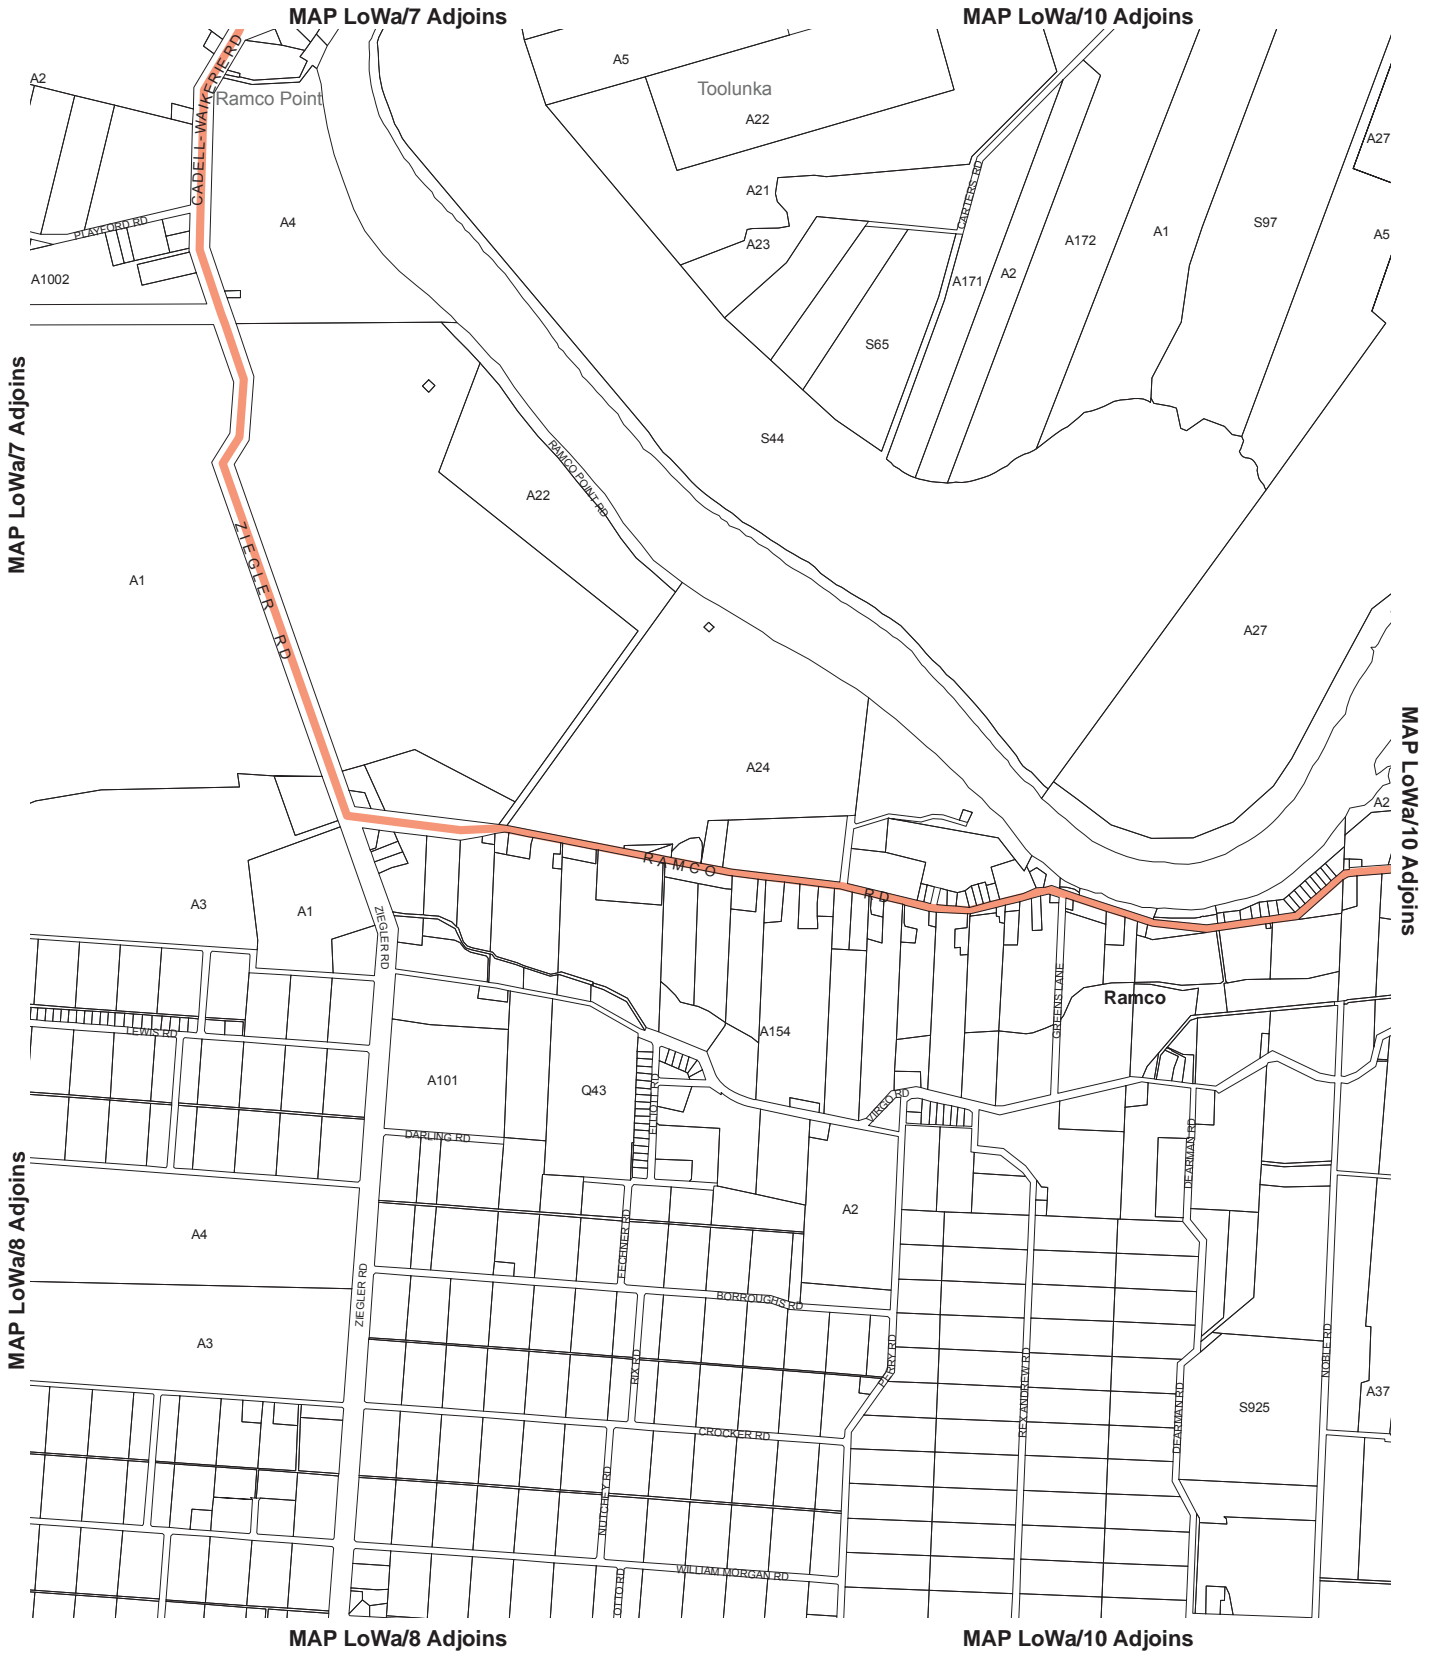 MAP LoWa/7 Adjoins
MAP LoWa/10 Adjoins
CADELL-WAIKERIE RD
A5
A2
Toolunka
Ramco Point
A22
A27
A21
CARTERS RD
A4
PLAYFORD RD
A23
A172
A1
S97
A5
A1002
A171
A2
S65
MAP LoWa/7 Adjoins
S44
RAMCO POINT RD
A22
ZIEGLER RD
A1
A27
MAP LoWa/10 Adjoins
A24
A2
RAMCO RD
A3
A1
ZIEGLER RD
GREENS LANE
Ramco
LEWIS RD
A154
A101
Q43
ELLIOTT RD
VIRGO RD
DARLING RD
DEARMAN RD
MAP LoWa/8 Adjoins
A4
A2
FECHNER RD
ZIEGLER RD
BORROUGHS RD
A3
RIX RD
PERRY RD
REX ANDREW RD
NOBLE RD
DEARMAN RD
A37
S925
CROCKER RD
NUTCHEY RD
WILLIAM MORGAN RD
OTTO RD
MAP LoWa/8 Adjoins
MAP LoWa/10 Adjoins